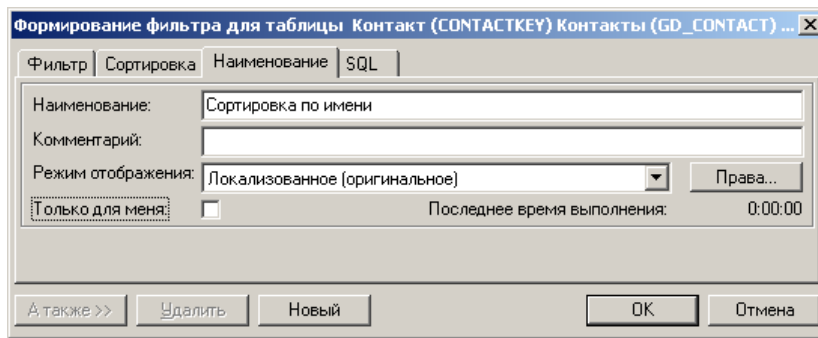 Формирование фильтра для таблицы Контакт (CONTACTKEY) Контакты (GD_CONTACT) ...
Фильтр Сортировка Наименование SQL
Наименование: Сортировка по имени
Комментарий:
Режим отображения: Локализованное (оригинальное) Права...
Только для меня: Последнее время выполнения: 0:00:00
А также >> Удалить Новый OK Отмена